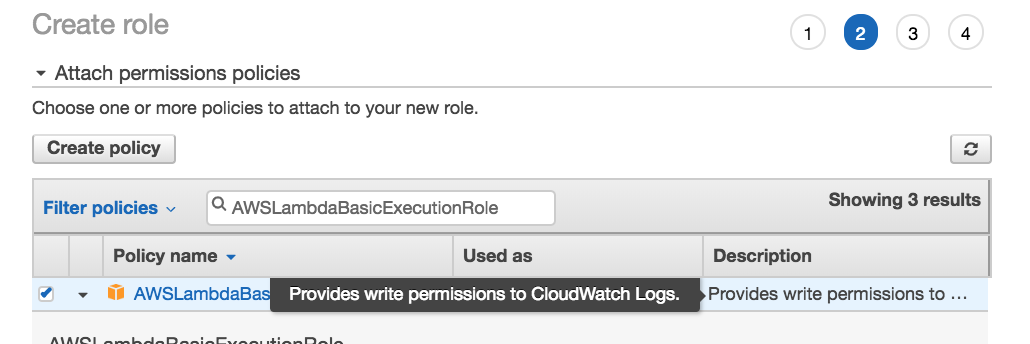 Create role
1 2 3 4
Attach permissions policies
Choose one or more policies to attach to your new role.
Create policy
Filter policies AWSLambdaBasicExecutionRole Showing 3 results
Policy name Used as Description
AWSLambdaBas Provides write permissions to CloudWatch Logs. Provides write permissions to ...
AWSLambdaBasicExecutionRole